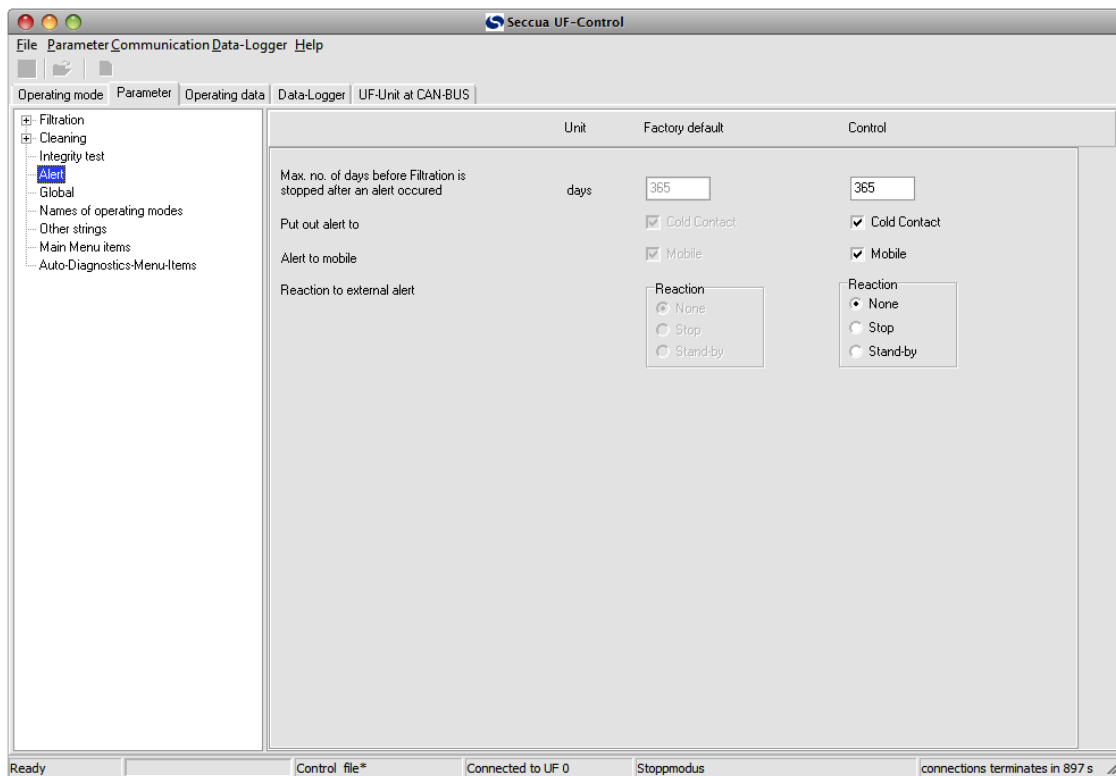 Seccua UF-Control
File Parameter Communication Data-Logger Help
Operating mode Parameter Operating data Data-Logger UF-Unit at CAN-BUS
Filtration
Cleaning
Integrity test
Alert
Global
Names of operating modes
Other strings
Main Menu items
Auto-Diagnostics-Menu-Items
Unit Factory default Control
Max. no. of days before Filtration is
stopped after an alert occured days 365 365
Put out alert to Cold Contact Cold Contact
Alert to mobile Mobile Mobile
Reaction to external alert Reaction Reaction
None None
Stop Stop
Stand-by Stand-by
Ready Control file* Connected to UF 0 Stoppmodus connections terminates in 897 s